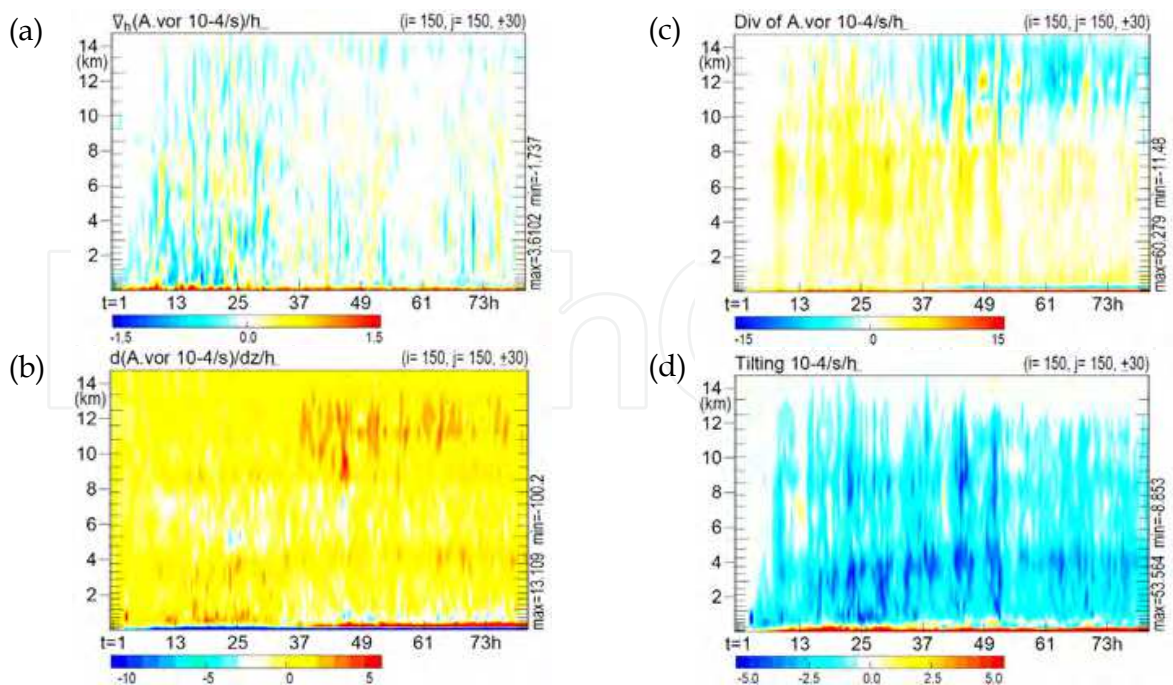 (a)
∇h(A.vor 10-4/s)/h_ (i= 150, j= 150, ±30)
14
(km)
12
10
8
6
4
2
max=3.6102 min=-1.737
t=1 13 25 37 49 61 73h
-1.5 0.0 1.5
(b)
d(A.vor 10-4/s)/dz/h_ (i= 150, j= 150, ±30)
14
(km)
12
10
8
6
4
2
max=13.109 min=-100.2
t=1 13 25 37 49 61 73h
-10 -5 0 5
(c)
Div of A.vor 10-4/s/h_ (i= 150, j= 150, ±30)
14
(km)
12
10
8
6
4
2
max=60.279 min=-11.48
t=1 13 25 37 49 61 73h
-15 0 15
(d)
Tilting 10-4/s/h_ (i= 150, j= 150, ±30)
14
(km)
12
10
8
6
4
2
max=53.564 min=-8.853
t=1 13 25 37 49 61 73h
-5.0 -2.5 0.0 2.5 5.0